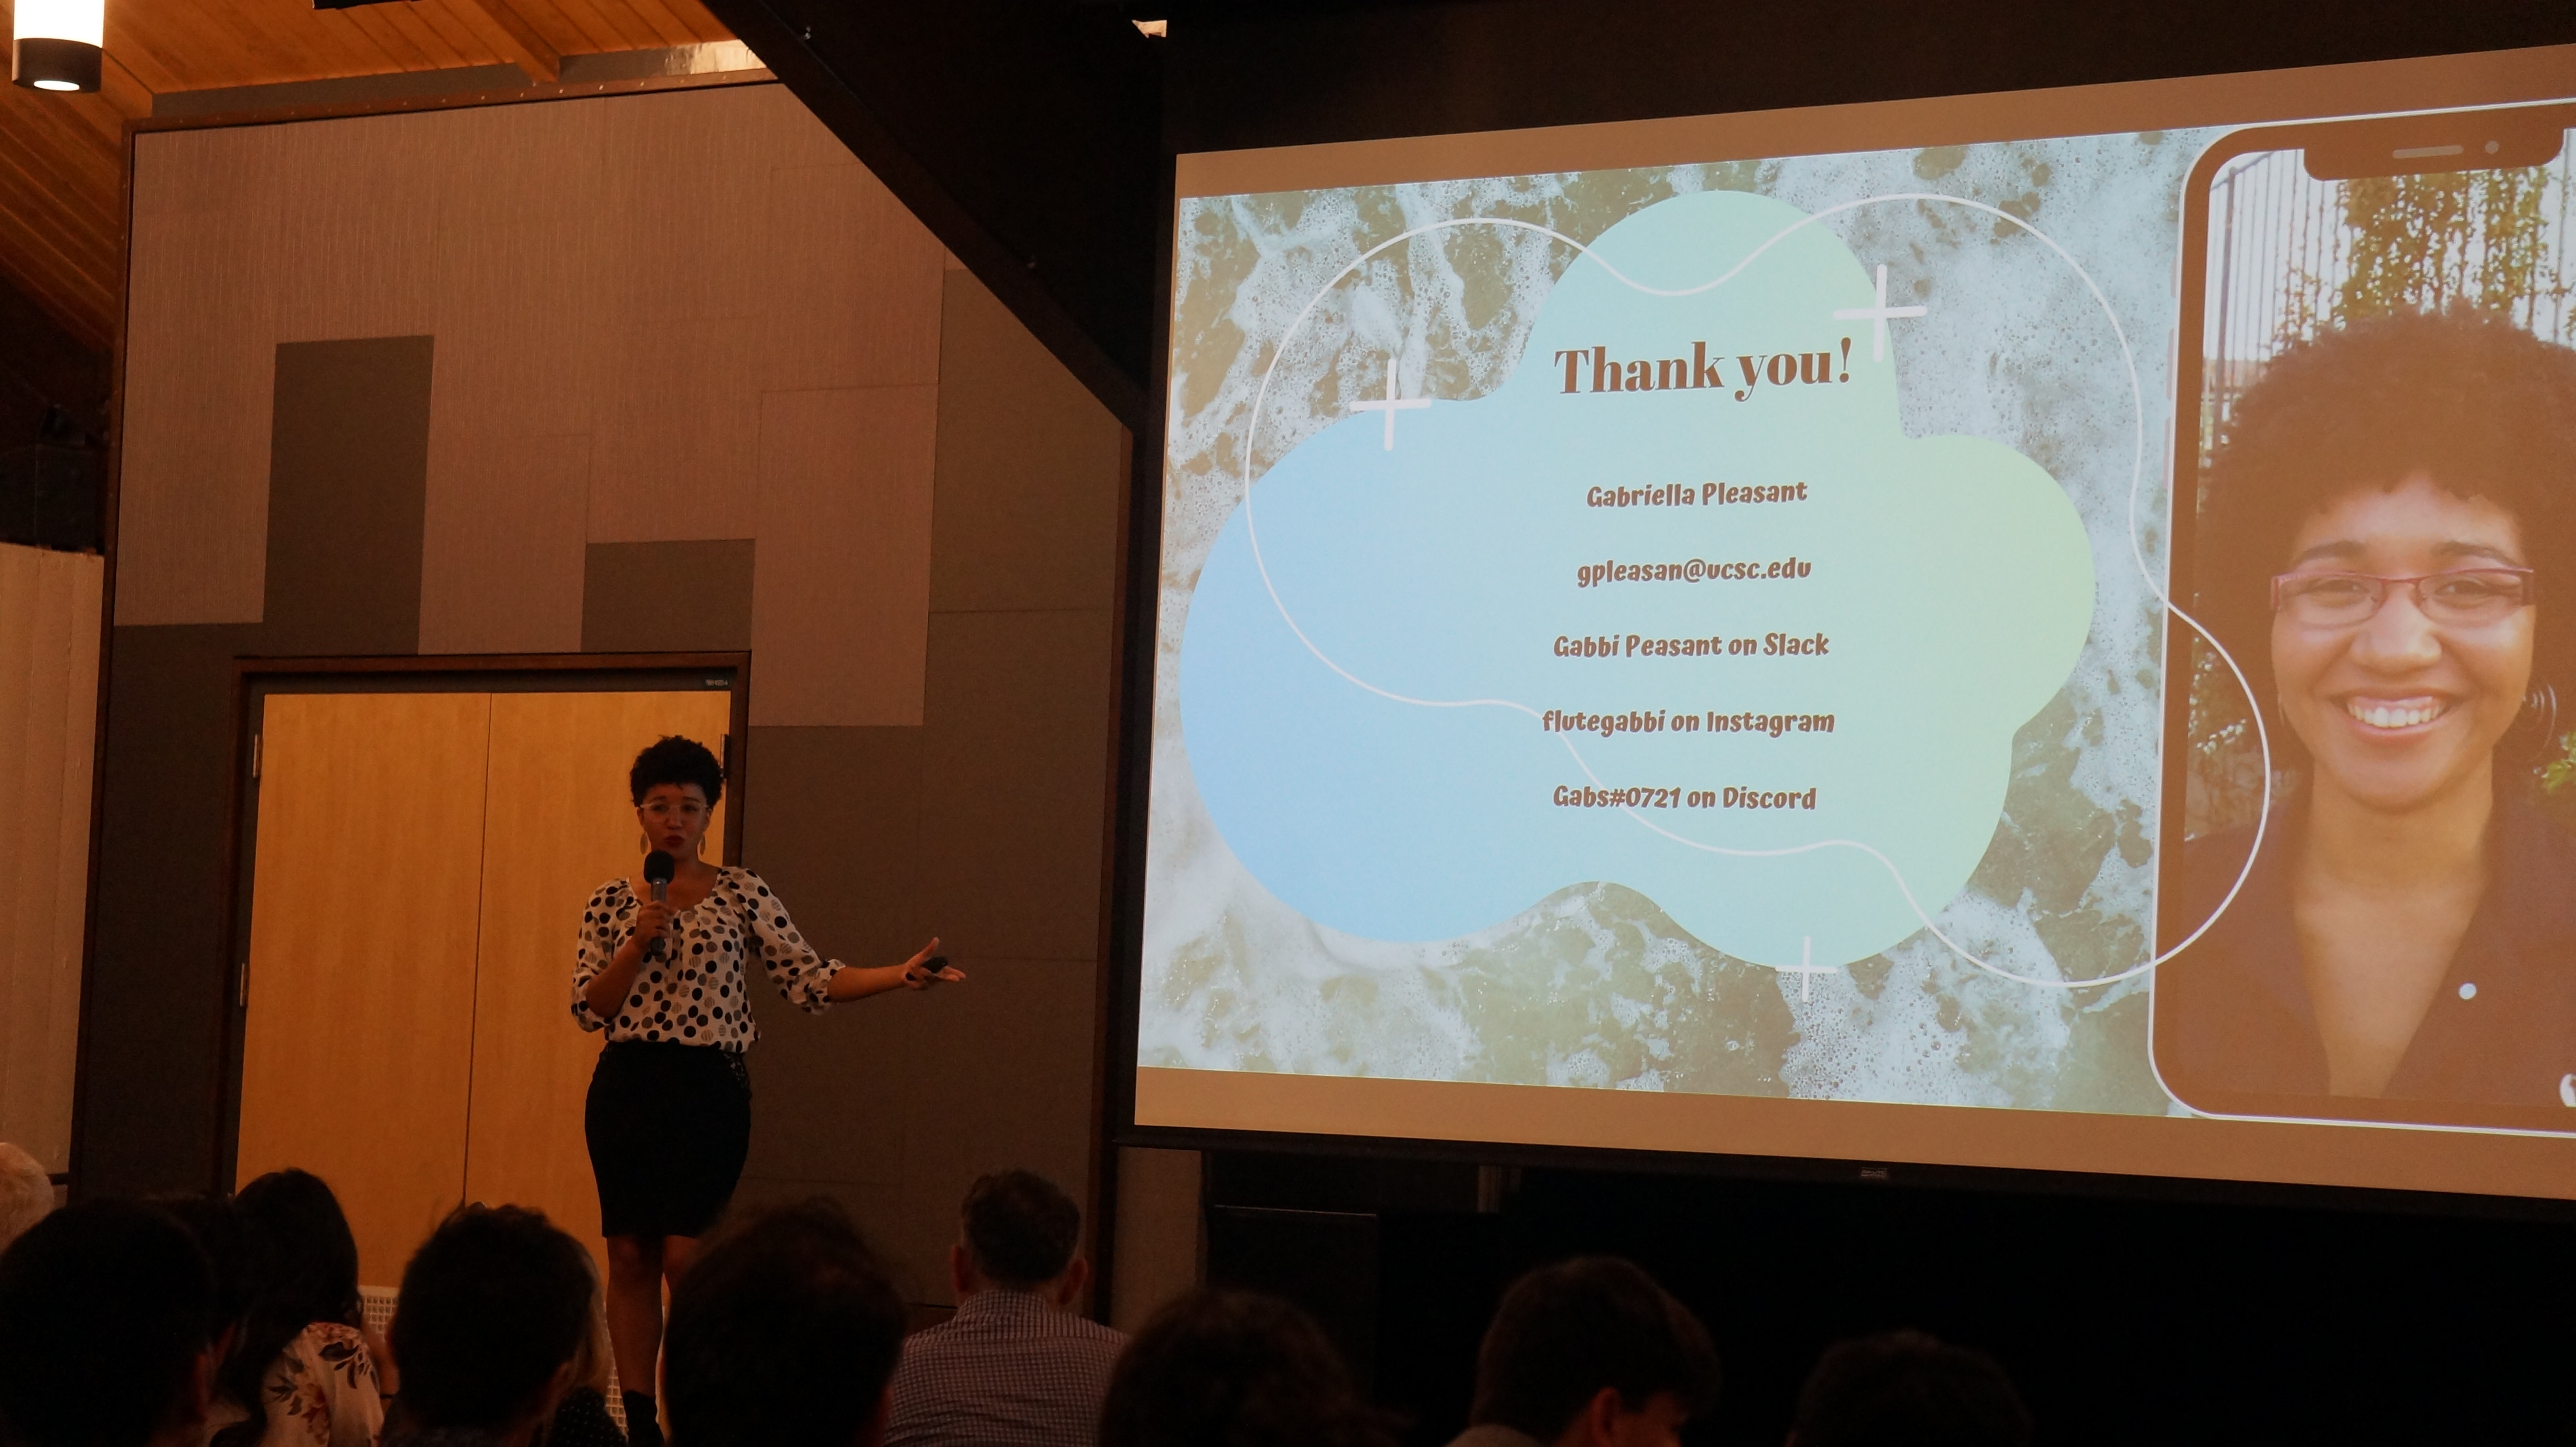 Thank you!
Gabriella Pleasant
gpleasan@ucsc.edu
Gabbi Peasant on Slack
flutegabbi on Instagram
Gabs#0721 on Discord